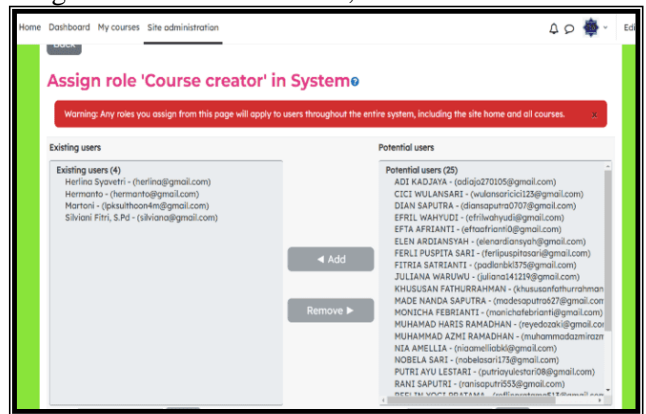 Home Dashboard My courses Site administration Edi
Back
Assign role 'Course creator' in System
Warning: Any roles you assign from this page will apply to users throughout the entire system, including the site home and all courses. x
Existing users
Existing users (4)
Herlina Syavetri - (herlina@gmail.com)
Hermanto - (hermanto@gmail.com)
Martoni - (lpksulthoon4m@gmail.com)
Silviani Fitri, S.Pd - (silviana@gmail.com)
◄ Add
Remove ►
Potential users
Potential users (25)
ADI KADJAYA - (adiajo270105@gmail.com)
CICI WULANSARI - (wulansaricici123@gmail.com)
DIAN SAPUTRA - (diansaputra0707@gmail.com)
EFRIL WAHYUDI - (efrilwahyudi@gmail.com)
EFTA AFRIANTI - (eftaafrianti0@gmail.com)
ELEN ARDIANSYAH - (elenardiansyah@gmail.com)
FERLI PUSPITA SARI - (ferlipuspitasari@gmail.com)
FITRIA SATRIANTI - (padlanbkl375@gmail.com)
JULIANA WARUWU - (juliana141219@gmail.com)
KHUSUSAN FATHURRAHMAN - (khususanfathurrahman
MADE NANDA SAPUTRA - (madesaputra627@gmail.com
MONICHA FEBRIANTI - (monichafebrianti@gmail.com)
MUHAMAD HARIS RAMADHAN - (reyedozaki@gmail.com
MUHAMMAD AZMI RAMADHAN - (muhammadazmirazm
NIA AMELLIA - (niaamelliabkl@gmail.com)
NOBELA SARI - (nobelasari173@gmail.com)
PUTRI AYU LESTARI - (putriayulestari08@gmail.com)
RANI SAPUTRI - (ranisaputri553@gmail.com)